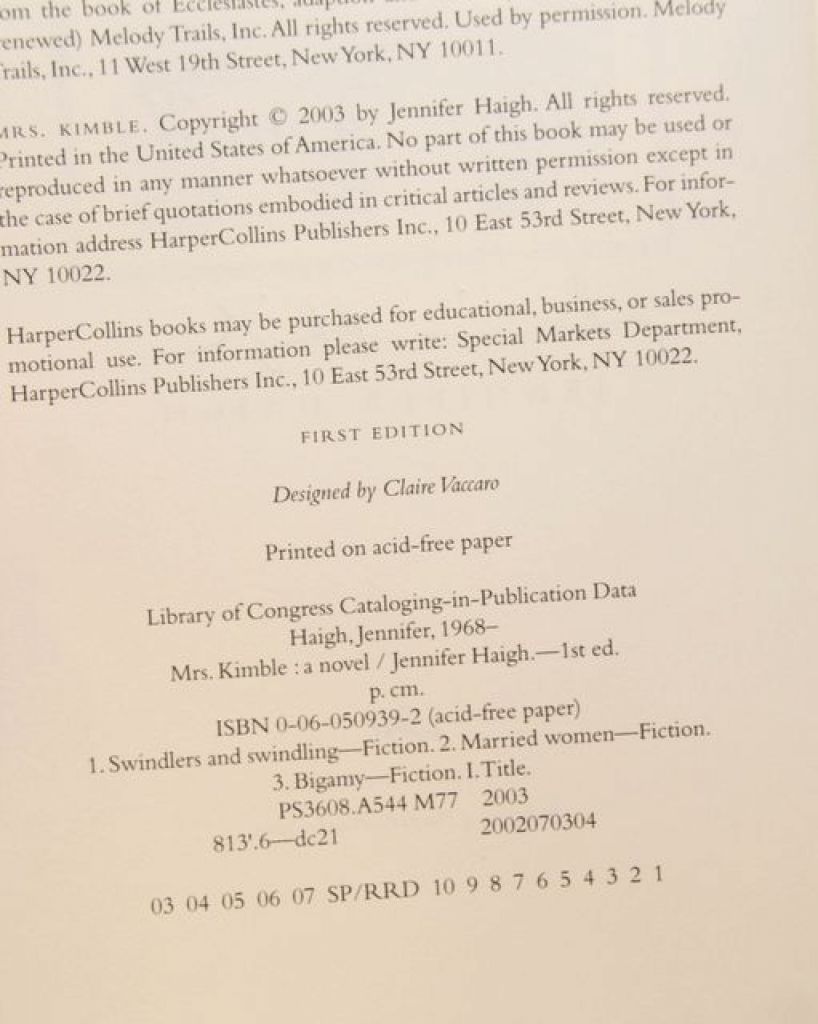 om the book of Ecclesiastes, adaption
enewed) Melody Trails, Inc. All rights reserved. Used by permission. Melody
rails, Inc., 11 West 19th Street, New York, NY 10011.
MRS. KIMBLE. Copyright © 2003 by Jennifer Haigh. All rights reserved.
Printed in the United States of America. No part of this book may be used or
reproduced in any manner whatsoever without written permission except in
the case of brief quotations embodied in critical articles and reviews. For infor-
mation address HarperCollins Publishers Inc., 10 East 53rd Street, New York,
NY 10022.
HarperCollins books may be purchased for educational, business, or sales pro-
motional use. For information please write: Special Markets Department,
HarperCollins Publishers Inc., 10 East 53rd Street, New York, NY 10022.
FIRST EDITION
Designed by Claire Vaccaro
Printed on acid-free paper
Library of Congress Cataloging-in-Publication Data
Haigh, Jennifer, 1968–
Mrs. Kimble : a novel / Jennifer Haigh.—1st ed.
p. cm.
ISBN 0-06-050939-2 (acid-free paper)
1. Swindlers and swindling—Fiction. 2. Married women—Fiction.
3. Bigamy—Fiction. I. Title.
PS3608.A544 M77 2003
813'.6—dc21 2002070304
03 04 05 06 07 SP/RRD 10 9 8 7 6 5 4 3 2 1